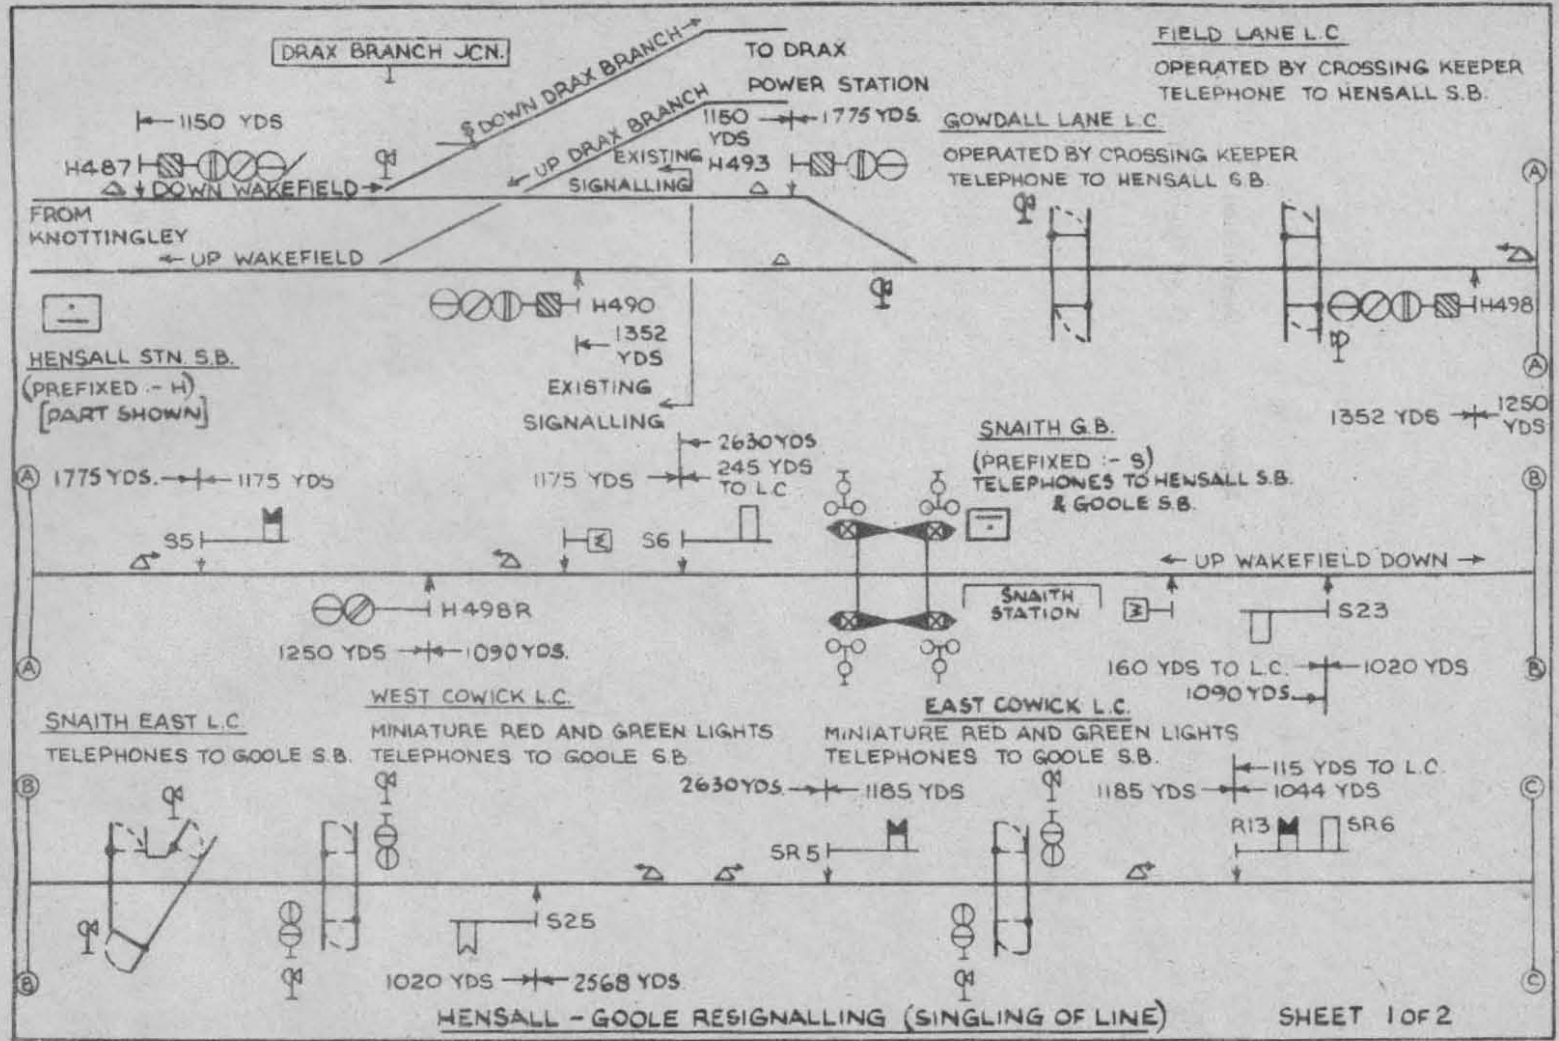 DRAX BRANCH JCN.
$ DOWN DRAX BRANCH →
TO DRAX
POWER STATION
← UP DRAX BRANCH
FIELD LANE L.C
OPERATED BY CROSSING KEEPER
TELEPHONE TO HENSALL S.B.
← 1150 YDS
1150 YDS → ← 1775 YDS.
GOWDALL LANE L.C.
OPERATED BY CROSSING KEEPER
TELEPHONE TO HENSALL S.B.
H487
DOWN WAKEFIELD →
EXISTING
SIGNALLING
H493
A
FROM
KNOTTINGLEY
← UP WAKEFIELD
H490
← 1352
YDS
EXISTING
SIGNALLING
H498
A
1352 YDS → ← 1250
YDS
HENSALL STN. S.B.
(PREFIXED :- H)
[PART SHOWN]
A
1775 YDS. → ← 1175 YDS
← 2630 YDS
1175 YDS → ← 245 YDS
TO L.C
SNAITH G.B.
(PREFIXED :- S)
TELEPHONES TO HENSALL S.B.
& GOOLE S.B.
B
S5
M
S6
← UP WAKEFIELD DOWN →
H498R
SNAITH
STATION
M
S23
1250 YDS → ← 1090 YDS.
160 YDS TO L.C. → ← 1020 YDS
1090 YDS. →
A
B
SNAITH EAST L.C.
TELEPHONES TO GOOLE S.B.
WEST COWICK L.C.
MINIATURE RED AND GREEN LIGHTS
TELEPHONES TO GOOLE S.B
EAST COWICK L.C.
MINIATURE RED AND GREEN LIGHTS
TELEPHONES TO GOOLE S.B.
B
2630 YDS. → ← 1185 YDS
← 115 YDS TO L.C.
1185 YDS → ← 1044 YDS
C
SR5
R13
SR6
S25
1020 YDS → ← 2568 YDS.
B
C
HENSALL - GOOLE RESIGNALLING (SINGLING OF LINE)
SHEET 1 OF 2